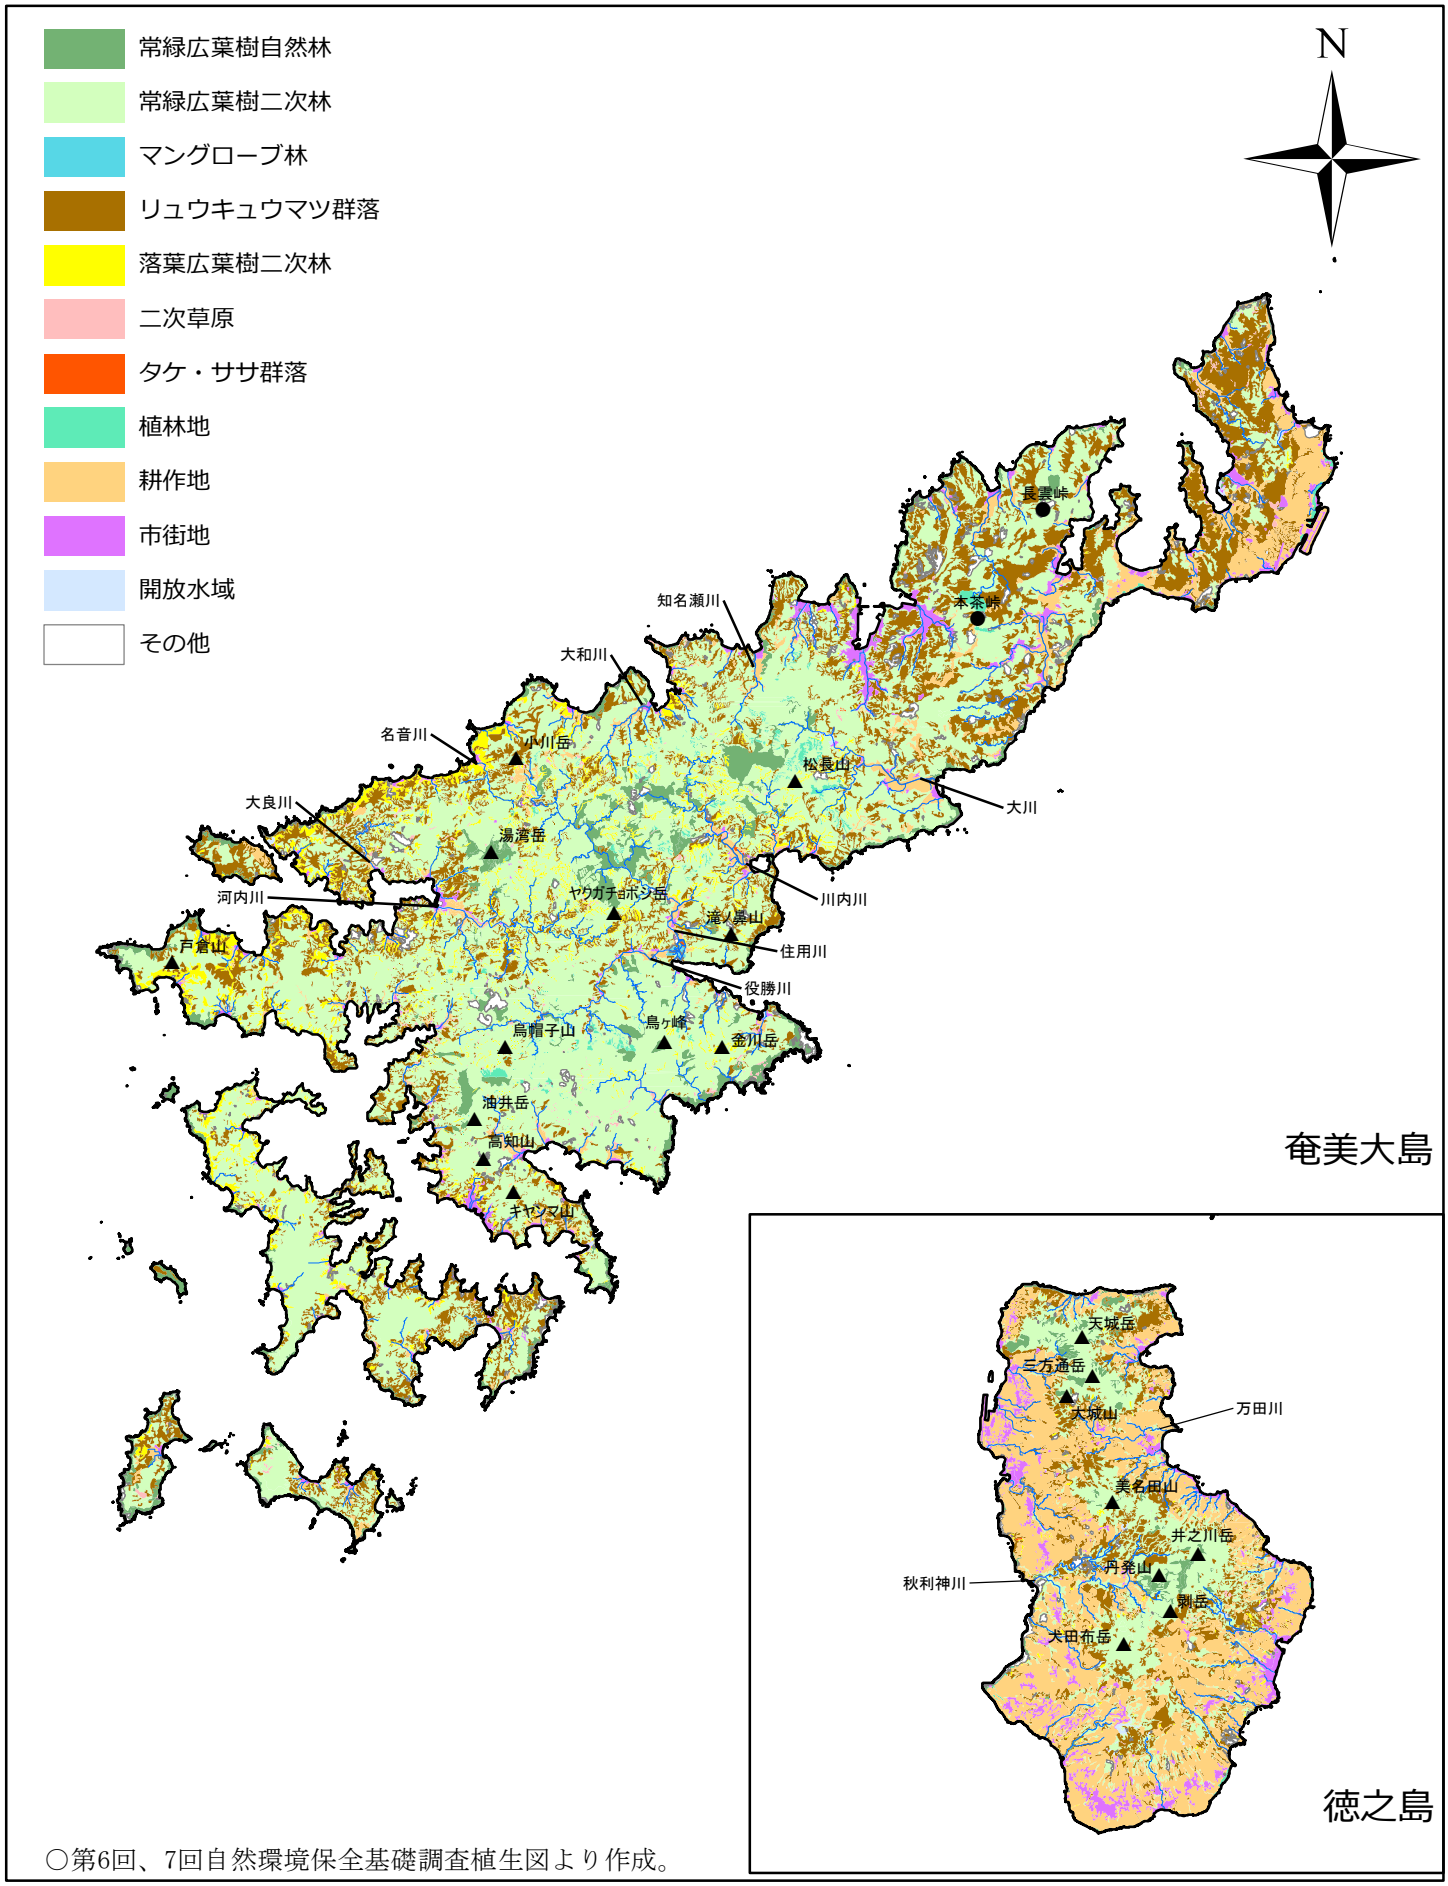 常緑広葉樹自然林
常緑広葉樹二次林
マングローブ林
リュウキュウマツ群落
落葉広葉樹二次林
二次草原
タケ・ササ群落
植林地
耕作地
市街地
開放水域
その他
N
長雲峠
本茶峠
知名瀬川
大和川
名音川
小川岳
松長山
大良川
大川
湯湾岳
河内川
ヤクガチョボシ岳
川内川
滝ノ鼻山
戸倉山
住用川
役勝川
烏帽子山
鳥ヶ峰
金川岳
油井岳
高知山
キャンマ山
奄美大島
天城岳
三方通岳
大城山
万田川
美名田山
井之川岳
丹発山
秋利神川
剥岳
犬田布岳
徳之島
○第6回、7回自然環境保全基礎調査植生図より作成。